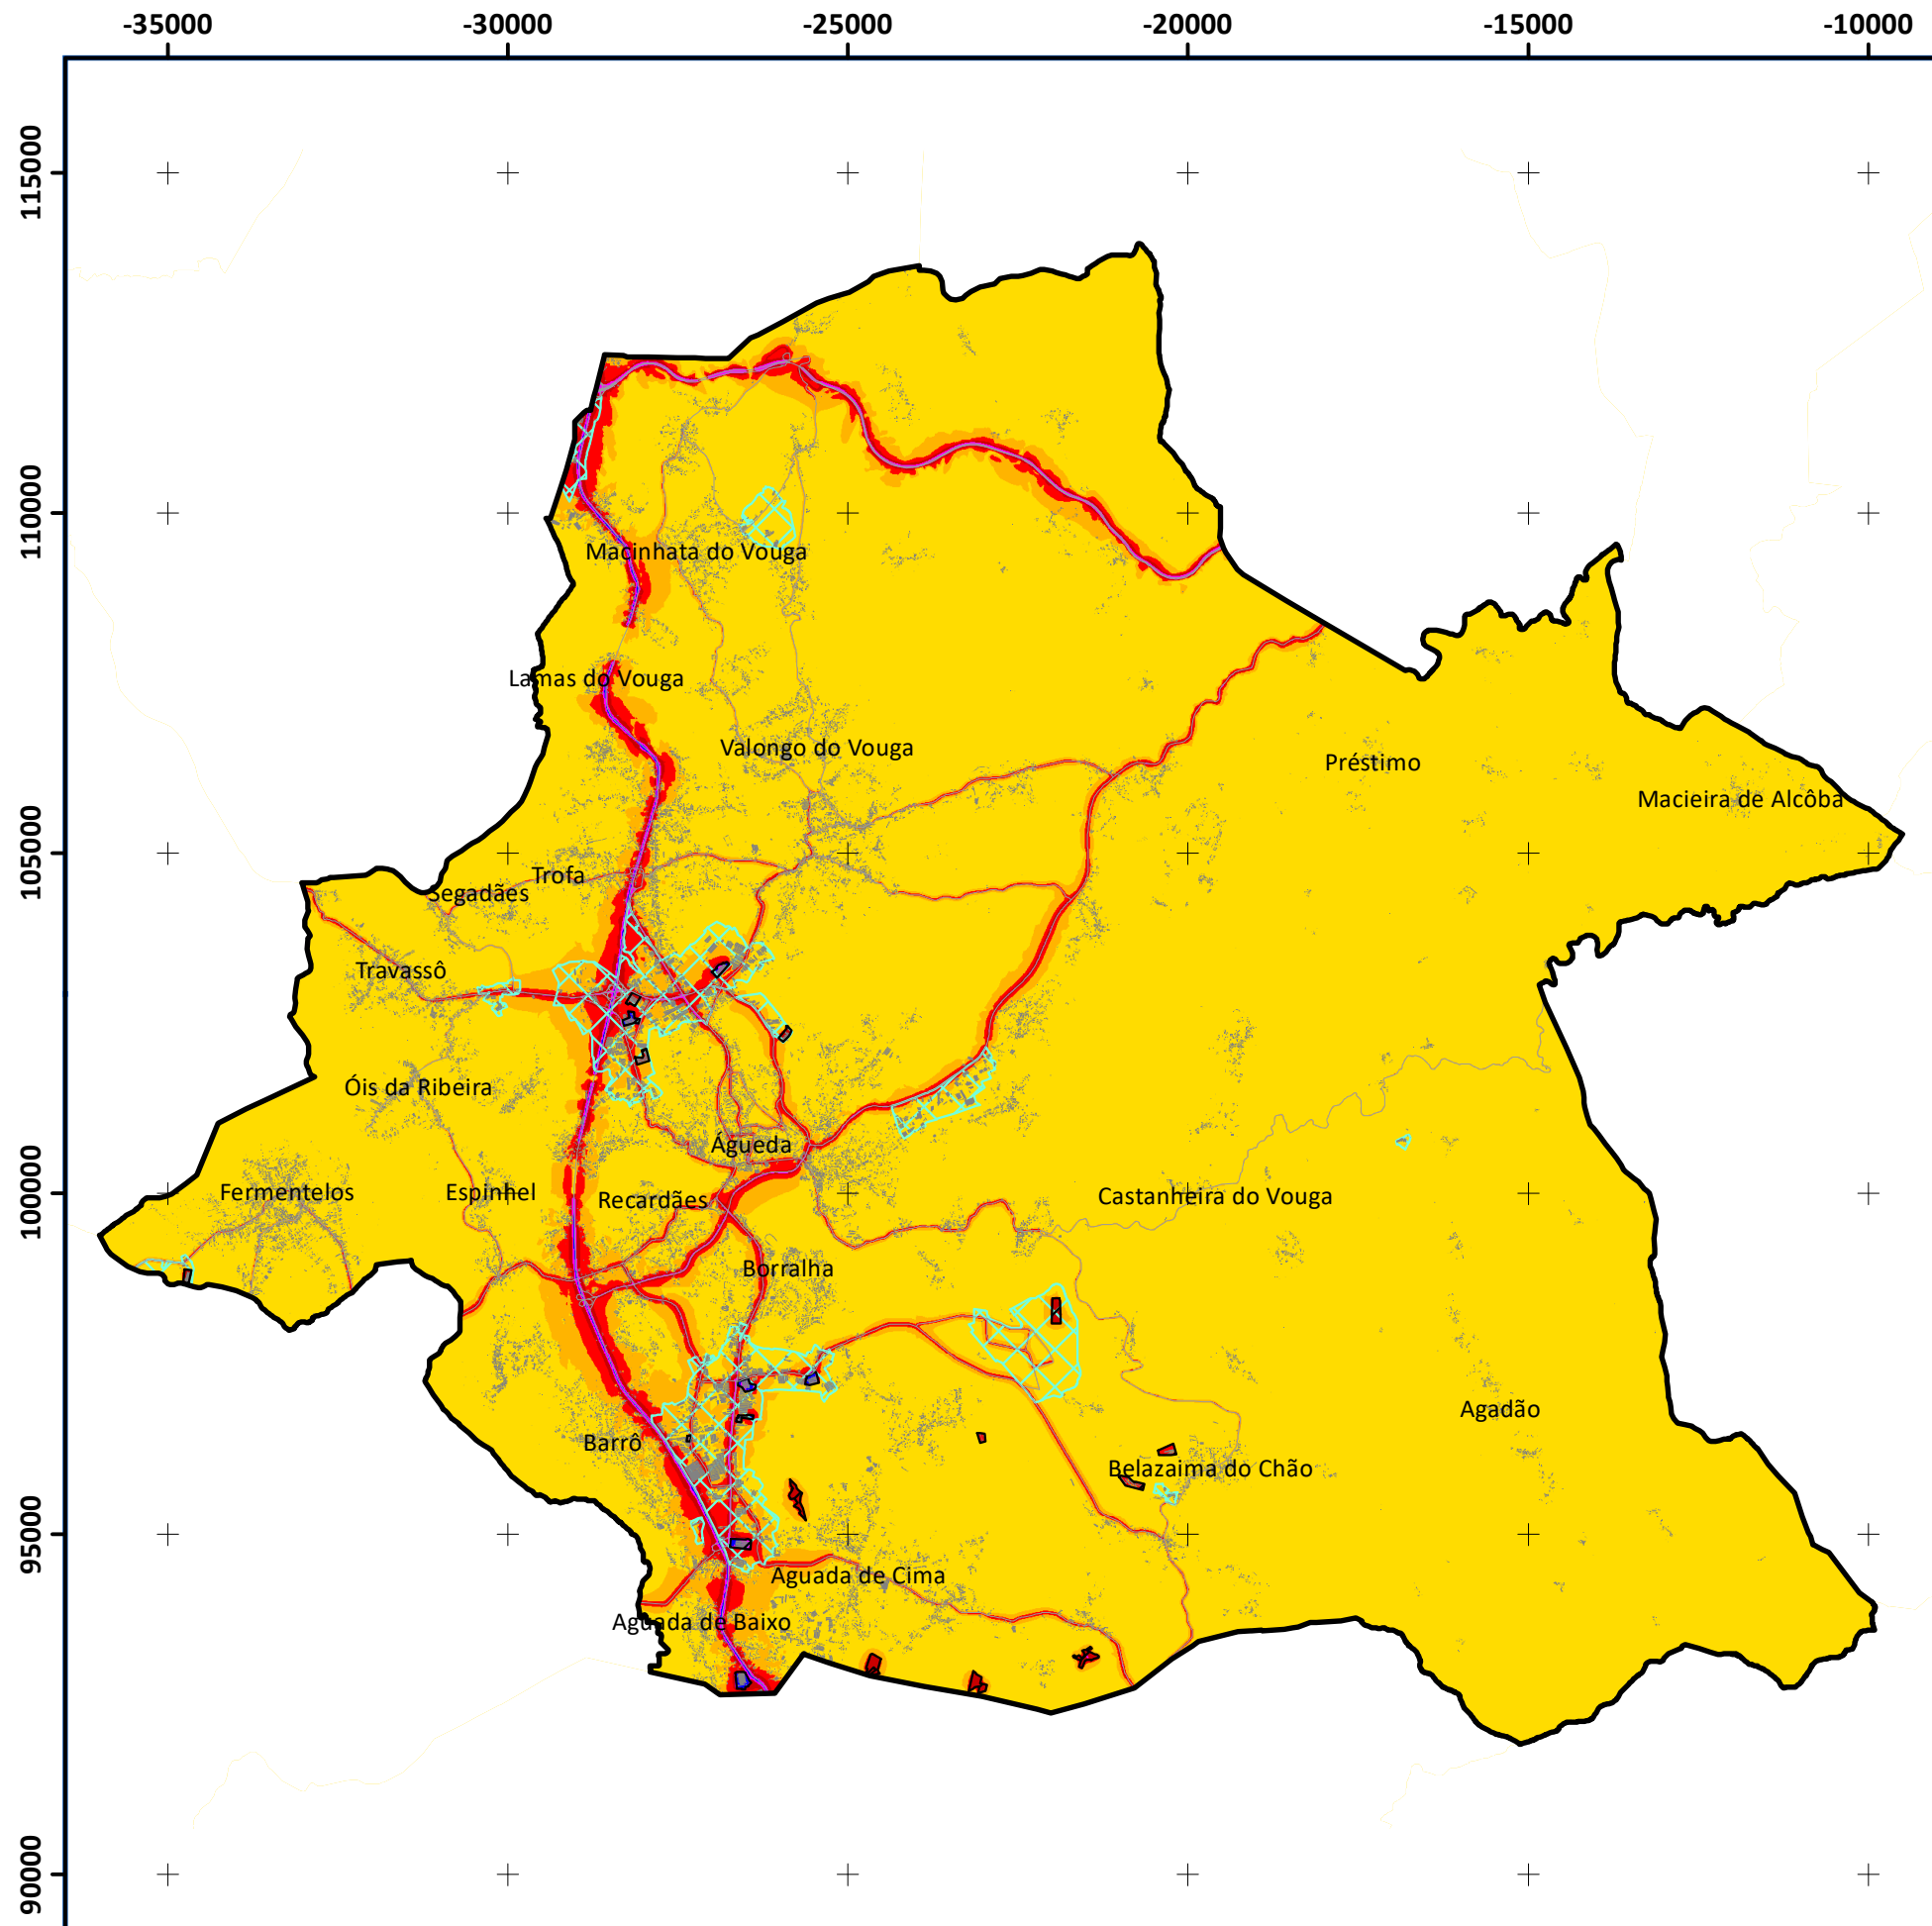 -35000 -30000 -25000 -20000 -15000 -10000
115000
110000
Macinhata do Vouga
Lamas do Vouga
Valongo do Vouga
Préstimo
Macieira de Alcôba
105000
Trofa
Segadães
Travassô
Óis da Ribeira
Águeda
100000
Fermentelos
Espinhel
Recardães
Castanheira do Vouga
Borralha
Agadão
Barrô
Belazaima do Chão
95000
Aguada de Cima
Aguada de Baixo
90000